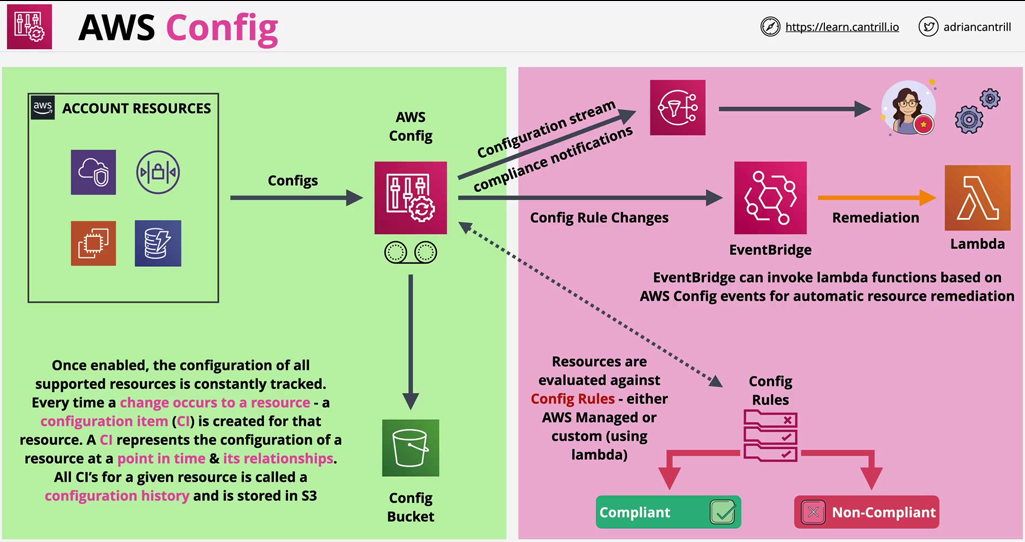 AWS Config
https://learn.cantrill.io
adriancantrill
aws
ACCOUNT RESOURCES
Configs
AWS
Config
Configuration stream
compliance notifications
Config Rule Changes
EventBridge
Remediation
Lambda
EventBridge can invoke lambda functions based on
AWS Config events for automatic resource remediation
Once enabled, the configuration of all
supported resources is constantly tracked.
Every time a change occurs to a resource - a
configuration item (CI) is created for that
resource. A CI represents the configuration of a
resource at a point in time & its relationships.
All CI's for a given resource is called a
configuration history and is stored in S3
Config
Bucket
Resources are
evaluated against
Config Rules - either
AWS Managed or
custom (using
lambda)
Config
Rules
Compliant
Non-Compliant